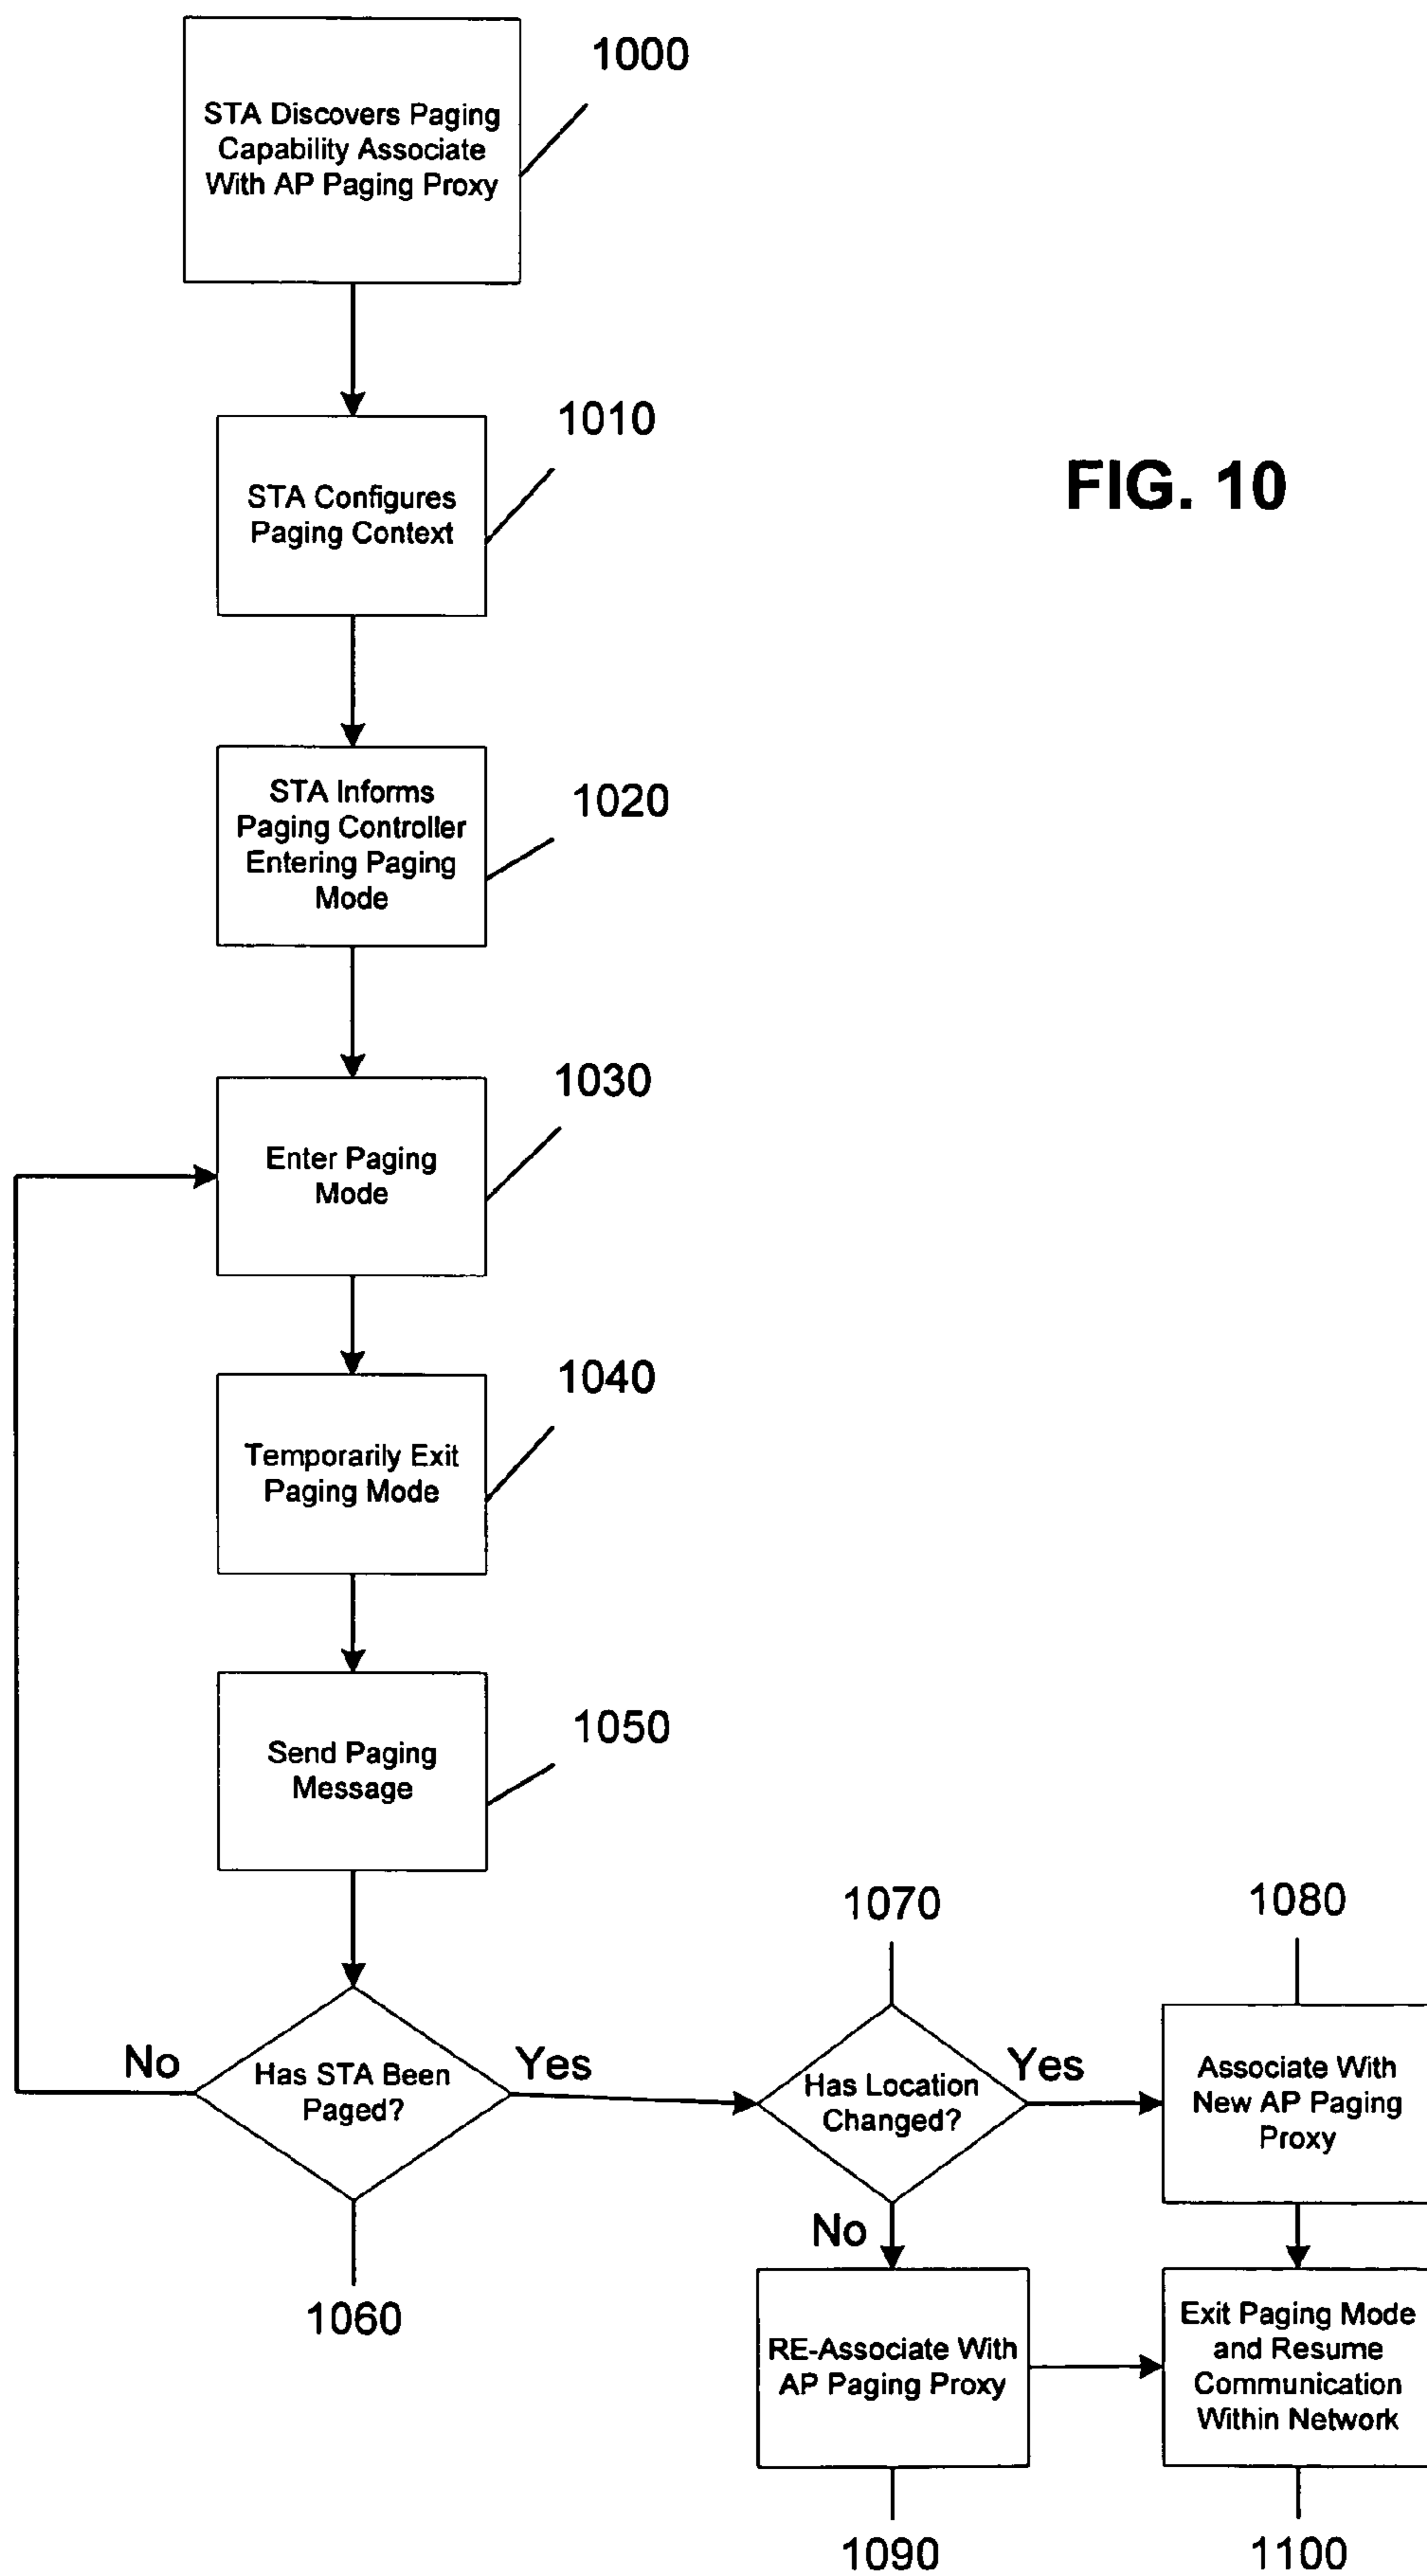 1000
STA Discovers Paging
Capability Associate
With AP Paging Proxy
1010
STA Configures
Paging Context
FIG. 10
1020
STA Informs
Paging Controller
Entering Paging
Mode
1030
Enter Paging
Mode
1040
Temporarily Exit
Paging Mode
1050
Send Paging
Message
1070
1080
No
Has STA Been
Paged?
Yes
Has Location
Changed?
Yes
Associate With
New AP Paging
Proxy
1060
No
RE-Associate With
AP Paging Proxy
Exit Paging Mode
and Resume
Communication
Within Network
1090
1100